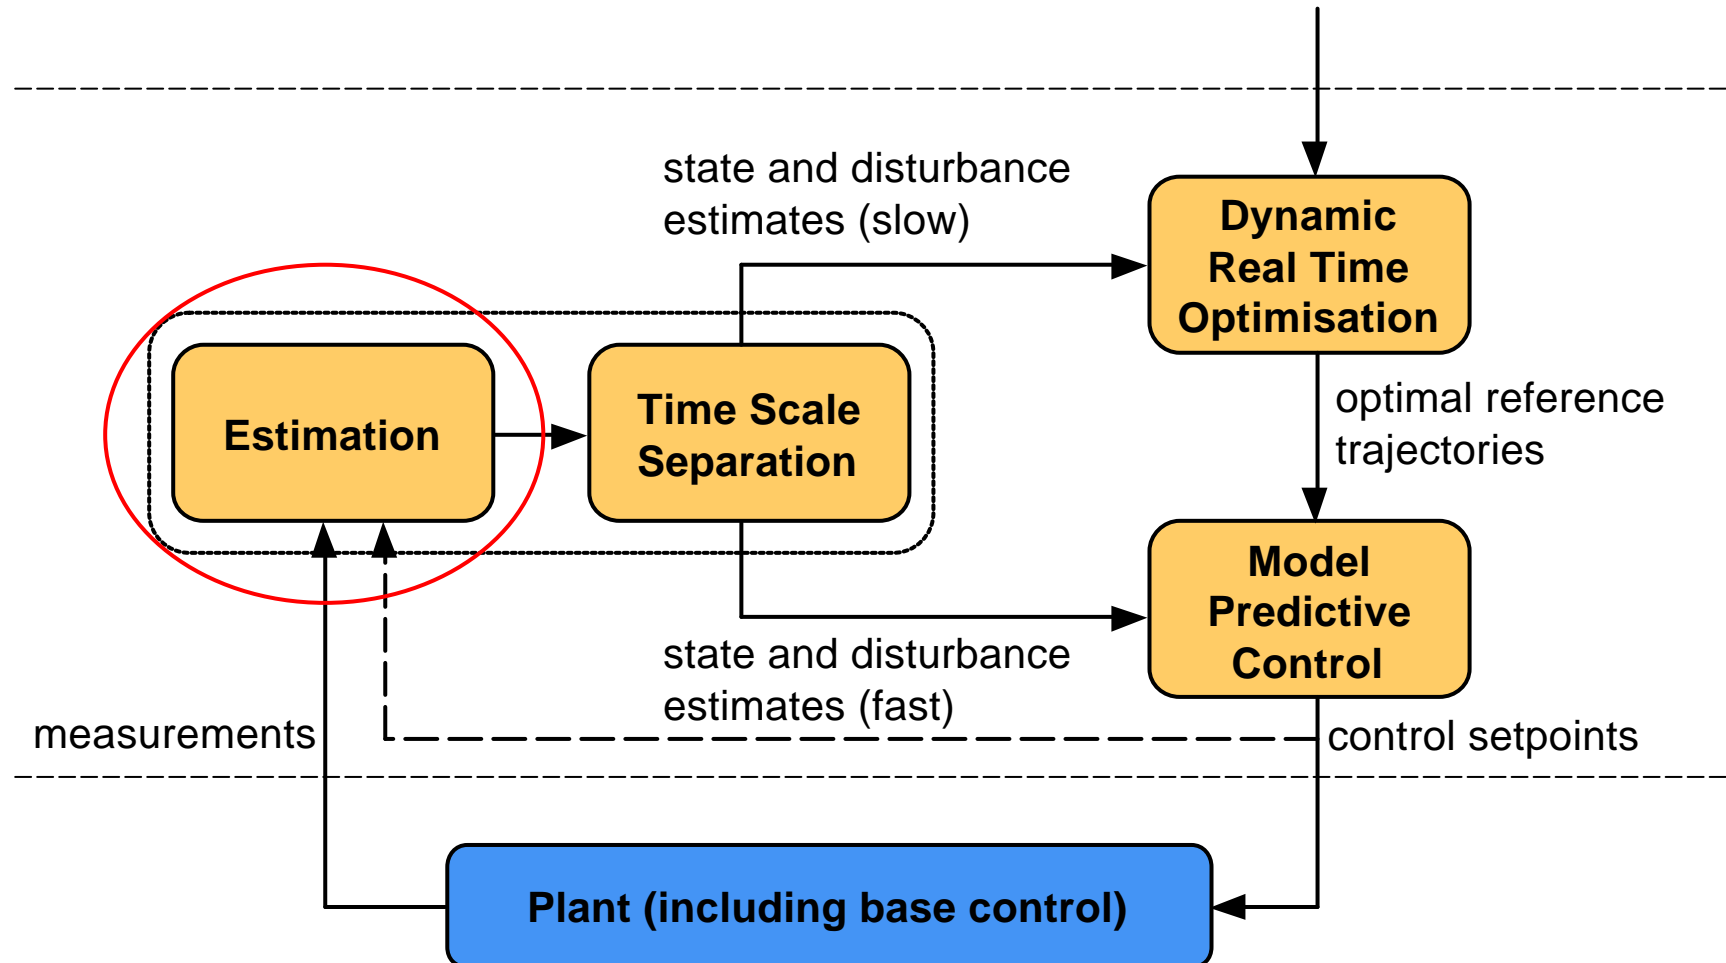 state and disturbance
estimates (slow)
Dynamic
Real Time
Optimisation
Estimation
Time Scale
Separation
optimal reference
trajectories
Model
Predictive
Control
state and disturbance
estimates (fast)
measurements
control setpoints
Plant (including base control)